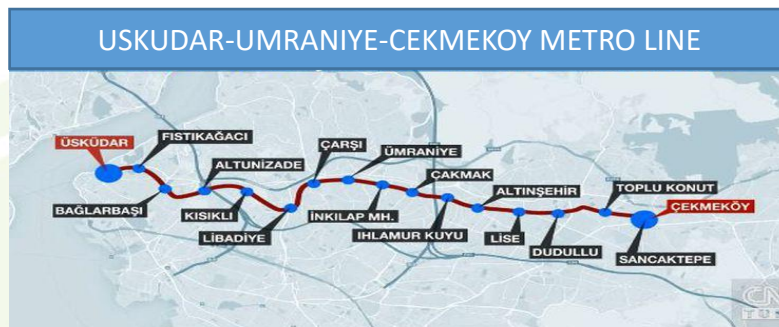 USKUDAR-UMRANIYE-CEKMEKOY METRO LINE
ÜSKÜDAR
FISTIKAĞACI
BAĞLARBAŞI
ALTUNİZADE
KISIKLI
LİBADİYE
ÇARŞI
ÜMRANİYE
İNKILAP MH.
ÇAKMAK
IHLAMUR KUYU
ALTINŞEHİR
LİSE
DUDULLU
TOPLU KONUT
ÇEKMEKÖY
SANCAKTEPE